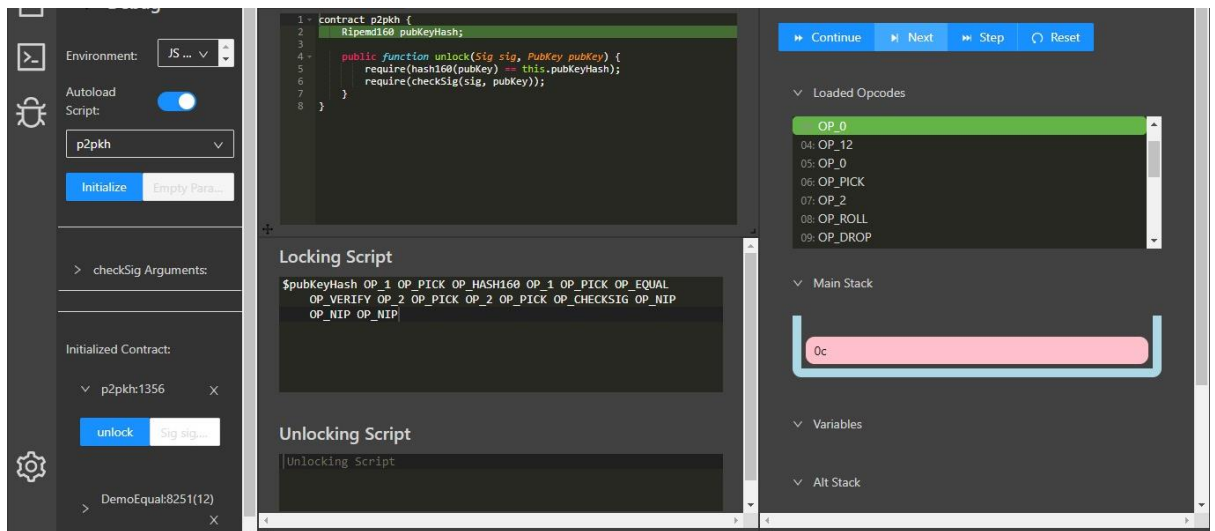 Debug
Environment:
JS ...
Autoload
Script:
p2pkh
Initialize
Empty Para...
checkSig Arguments:
Initialized Contract:
p2pkh:1356
X
unlock
Sig sig,...
DemoEqual:8251(12)
X
1 contract p2pkh {
2 Ripemd160 pubKeyHash;
3
4 public function unlock(Sig sig, PubKey pubKey) {
5 require(hash160(pubKey) == this.pubKeyHash);
6 require(checkSig(sig, pubKey));
7 }
8 }
Locking Script
$pubKeyHash OP_1 OP_PICK OP_HASH160 OP_1 OP_PICK OP_EQUAL
OP_VERIFY OP_2 OP_PICK OP_2 OP_PICK OP_CHECKSIG OP_NIP
OP_NIP OP_NIP
Unlocking Script
Unlocking Script
Continue
Next
Step
Reset
Loaded Opcodes
OP_0
04: OP_12
05: OP_0
06: OP_PICK
07: OP_2
08: OP_ROLL
09: OP_DROP
Main Stack
0c
Variables
Alt Stack